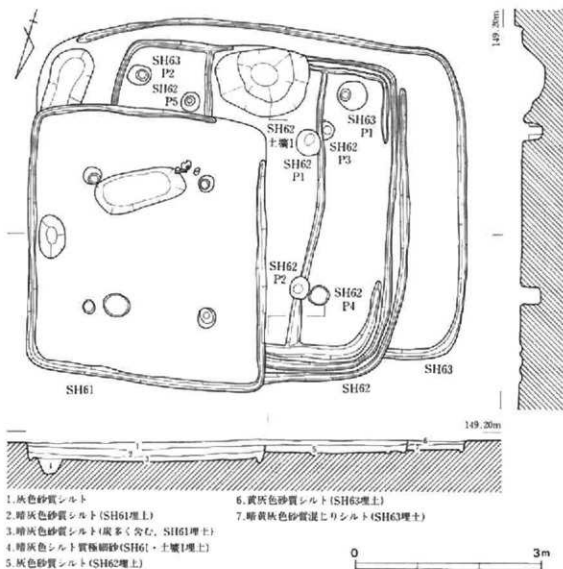 149.20m
SH63
P2
SH62
P5
SH62
土壙1
SH63
P1
SH62
P3
SH62
P1
SH62
P2
SH62
P4
SH61
SH62
SH63
149.20m
1
2
3
4
5
6
1.灰色砂質シルト
2.暗灰色砂質シルト(SH61埋土)
3.暗灰色砂質シルト(炭多く含む, SH61埋土)
4.暗灰色シルト質極細砂(SH61・土壙1埋土)
5.灰色砂質シルト(SH62埋土)
6.黄灰色砂質シルト(SH63埋土)
7.暗黄灰色砂質混じりシルト(SH63埋土)
0 3m